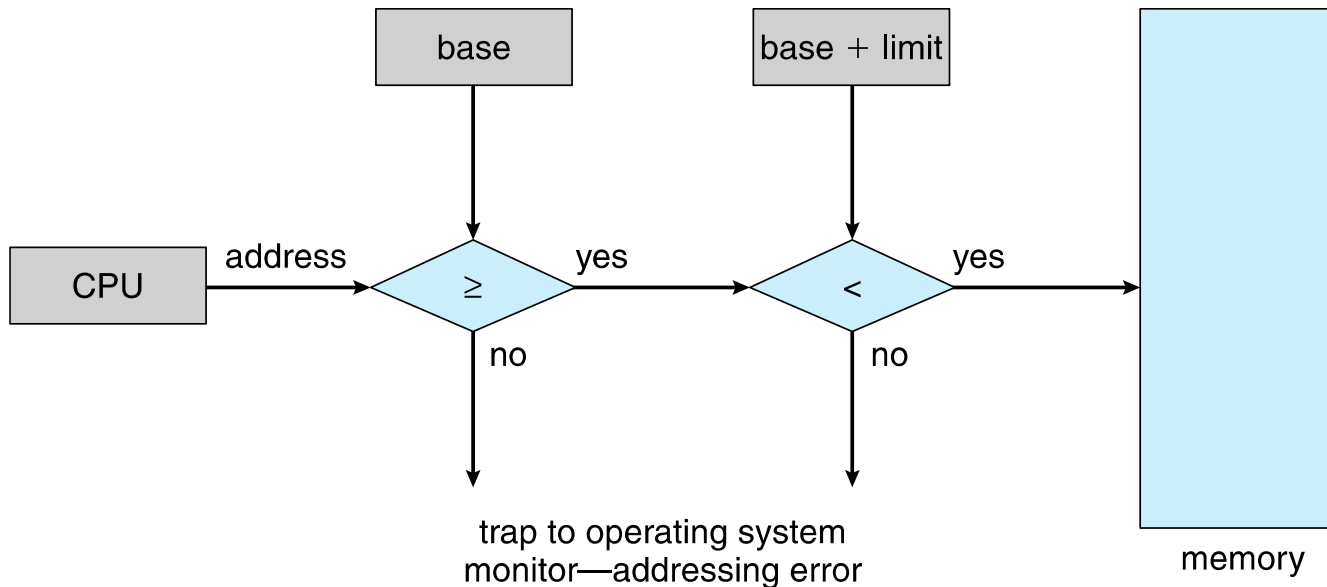 base
base + limit
CPU
address
≥
yes
<
yes
no
no
trap to operating system
monitor—addressing error
memory